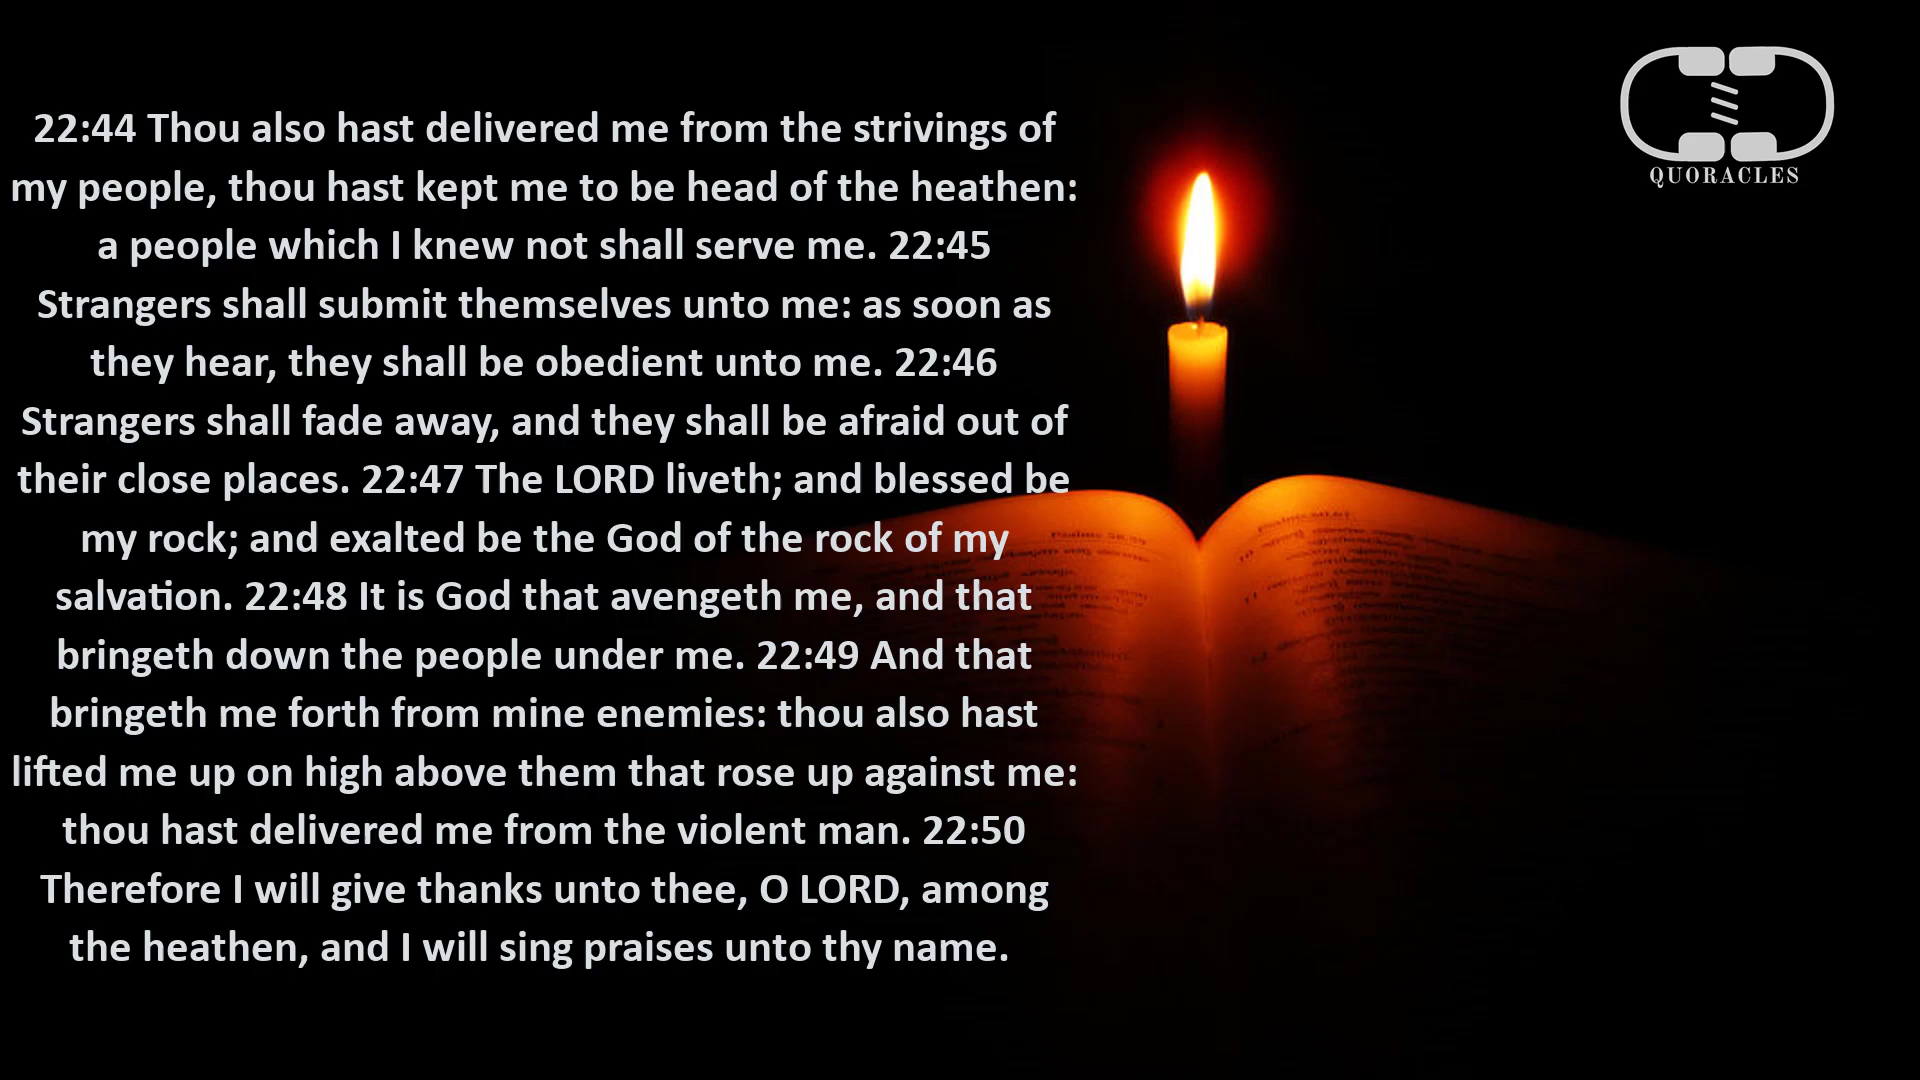 22:44 Thou also hast delivered me from the strivings of
my people, thou hast kept me to be head of the heathen:
a people which I knew not shall serve me. 22:45
Strangers shall submit themselves unto me: as soon as
they hear, they shall be obedient unto me. 22:46
Strangers shall fade away, and they shall be afraid out of
their close places. 22:47 The LORD liveth; and blessed be
my rock; and exalted be the God of the rock of my
salvation. 22:48 It is God that avengeth me, and that
bringeth down the people under me. 22:49 And that
bringeth me forth from mine enemies: thou also hast
lifted me up on high above them that rose up against me:
thou hast delivered me from the violent man. 22:50
Therefore I will give thanks unto thee, O LORD, among
the heathen, and I will sing praises unto thy name.
QUORACLES